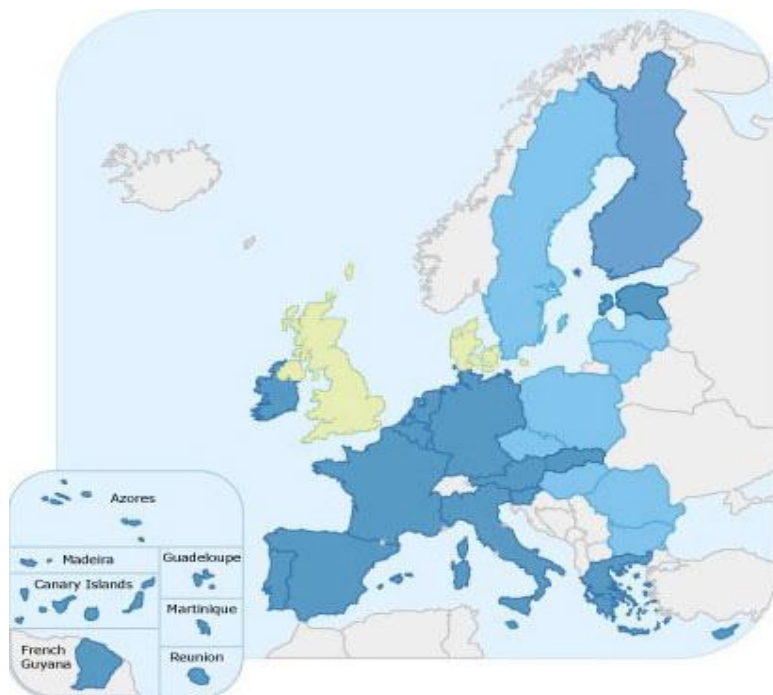 Azores
Madeira
Guadeloupe
Canary Islands
Martinique
French
Guyana
Reunion